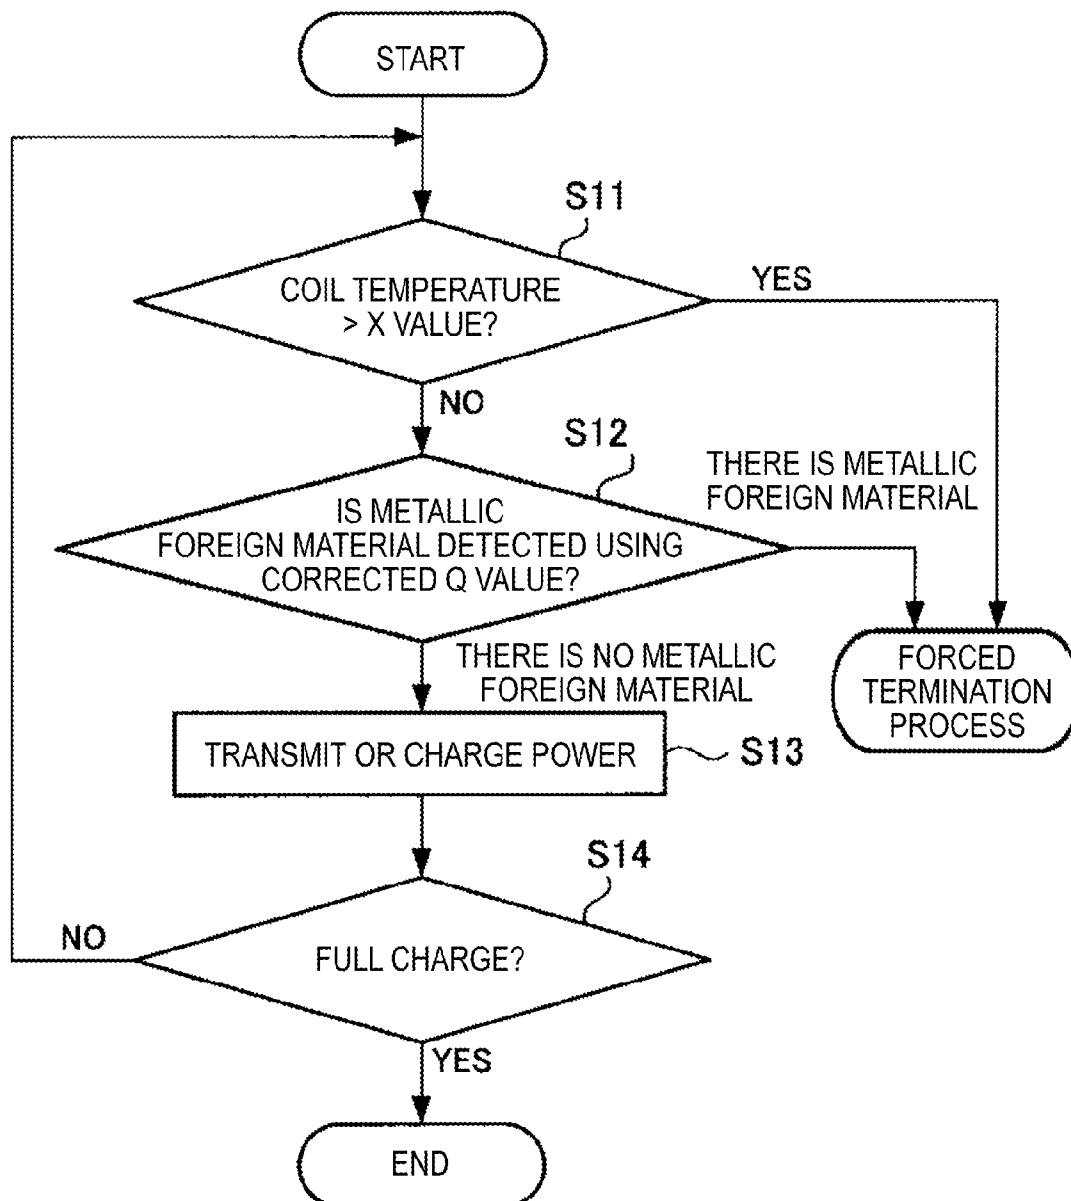 START
S11
COIL TEMPERATURE
> X VALUE?
YES
NO
S12
IS METALLIC
FOREIGN MATERIAL DETECTED USING
CORRECTED Q VALUE?
THERE IS METALLIC
FOREIGN MATERIAL
THERE IS NO METALLIC
FOREIGN MATERIAL
FORCED
TERMINATION
PROCESS
TRANSMIT OR CHARGE POWER
S13
S14
NO
FULL CHARGE?
YES
END